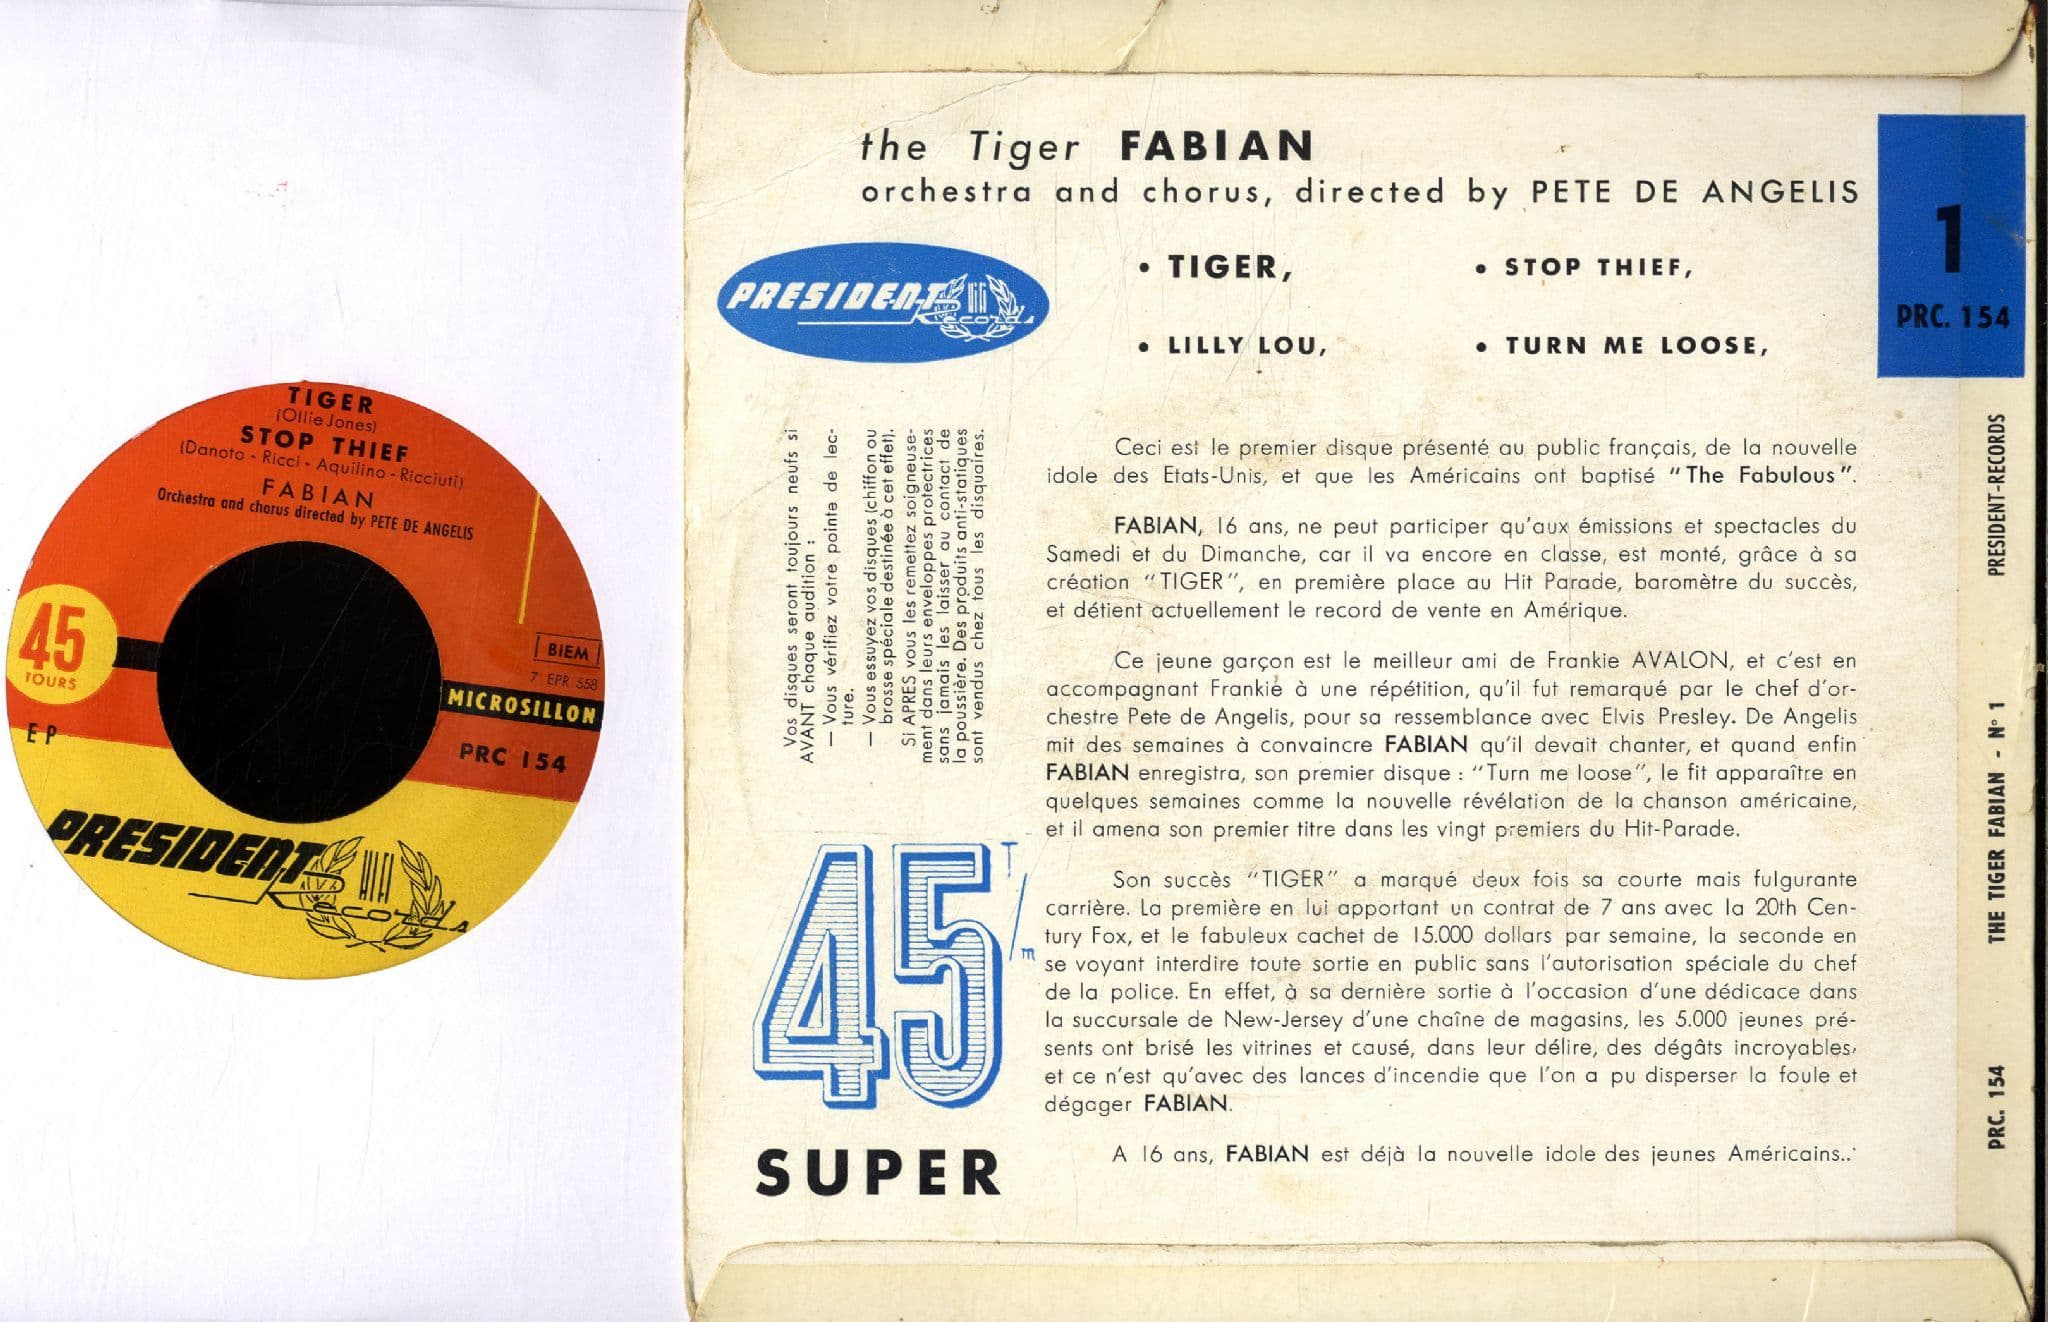 TIGER
(Ollie Jones)
STOP THIEF
(Danoto - Ricci - Aquilino - Ricciuti)
FABIAN
Orchestra and chorus directed by PETE DE ANGELIS
45
TOURS
BIEM
7 EPR 558
MICROSILLON
EP
PRC 154
PRESIDENT
Records
the Tiger FABIAN
orchestra and chorus, directed by PETE DE ANGELIS
1
PRC. 154
PRESIDENT
Records
• TIGER,
• STOP THIEF,
• LILLY LOU,
• TURN ME LOOSE,
Vos disques seront toujours neufs si
AVANT chaque audition :
— Vous vérifiez votre pointe de lec-
ture.
— Vous essuyez vos disques (chiffon ou
brosse spéciale destinée à cet effet).
Si APRES vous les remettez soigneuse-
ment dans leurs enveloppes protectrices
sans jamais les laisser au contact de
la poussière. Des produits anti-statiques
sont vendus chez tous les disquaires.
Ceci est le premier disque présenté au public français, de la nouvelle
idole des Etats-Unis, et que les Américains ont baptisé "The Fabulous".
FABIAN, 16 ans, ne peut participer qu'aux émissions et spectacles du
Samedi et du Dimanche, car il va encore en classe, est monté, grâce à sa
création "TIGER", en première place au Hit Parade, baromètre du succès,
et détient actuellement le record de vente en Amérique.
Ce jeune garçon est le meilleur ami de Frankie AVALON, et c'est en
accompagnant Frankie à une répétition, qu'il fut remarqué par le chef d'or-
chestre Pete de Angelis, pour sa ressemblance avec Elvis Presley. De Angelis
mit des semaines à convaincre FABIAN qu'il devait chanter, et quand enfin
FABIAN enregistra, son premier disque : "Turn me loose", le fit apparaître en
quelques semaines comme la nouvelle révélation de la chanson américaine,
et il amena son premier titre dans les vingt premiers du Hit-Parade.
Son succès "TIGER" a marqué deux fois sa courte mais fulgurante
carrière. La première en lui apportant un contrat de 7 ans avec la 20th Cen-
tury Fox, et le fabuleux cachet de 15.000 dollars par semaine, la seconde en
se voyant interdire toute sortie en public sans l'autorisation spéciale du chef
de la police. En effet, à sa dernière sortie à l'occasion d'une dédicace dans
la succursale de New-Jersey d'une chaîne de magasins, les 5.000 jeunes pré-
sents ont brisé les vitrines et causé, dans leur délire, des dégâts incroyables,
et ce n'est qu'avec des lances d'incendie que l'on a pu disperser la foule et
dégager FABIAN.
A 16 ans, FABIAN est déjà la nouvelle idole des jeunes Américains...
45 T/m
SUPER
PRESIDENT-RECORDS
THE TIGER FABIAN - N° 1
PRC. 154